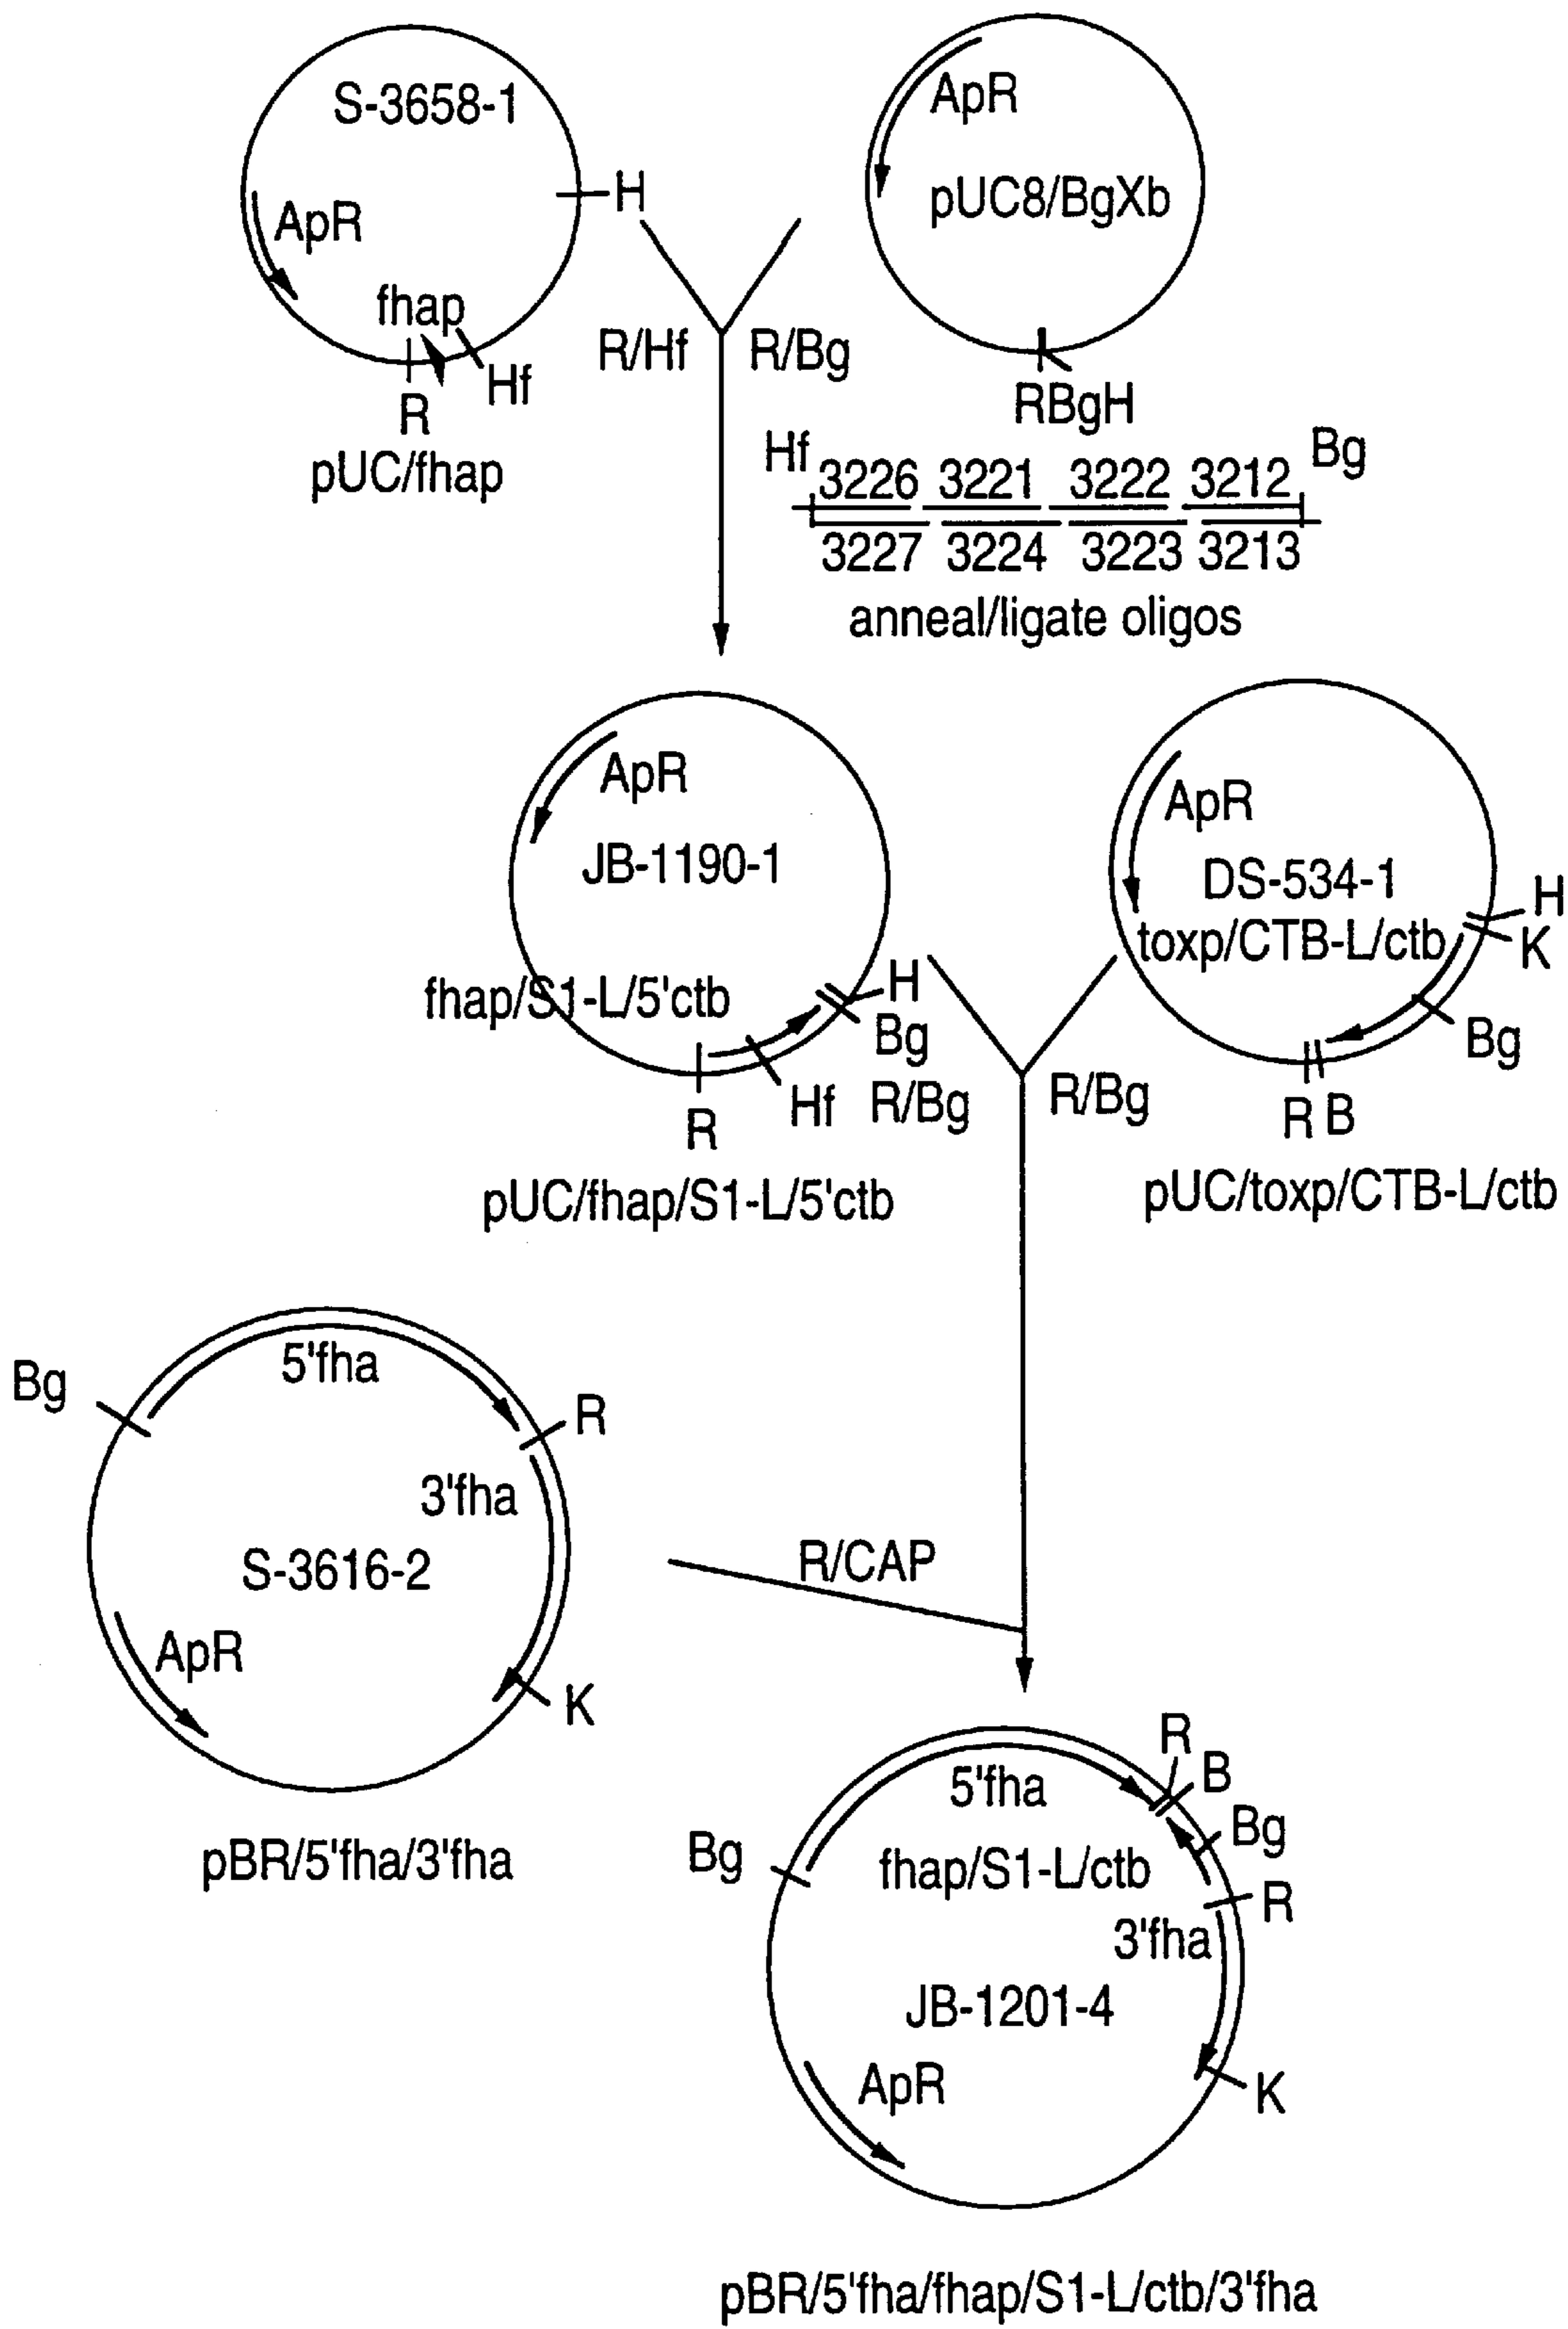 S-3658-1
ApR
H
fhap
Hf
R
pUC/fhap
ApR
pUC8/BgXb
RBgH
R/Hf
R/Bg
Hf
3226 3221 3222 3212
Bg
3227 3224 3223 3213
anneal/ligate oligos
ApR
JB-1190-1
fhap/S1-L/5'ctb
H
Bg
Hf
R
R/Bg
pUC/fhap/S1-L/5'ctb
ApR
DS-534-1
toxp/CTB-L/ctb
H
K
Bg
R B
R/Bg
pUC/toxp/CTB-L/ctb
Bg
5'fha
R
3'fha
S-3616-2
ApR
K
pBR/5'fha/3'fha
R/CAP
R
B
5'fha
Bg
Bg
fhap/S1-L/ctb
R
3'fha
JB-1201-4
ApR
K
pBR/5'fha/fhap/S1-L/ctb/3'fha